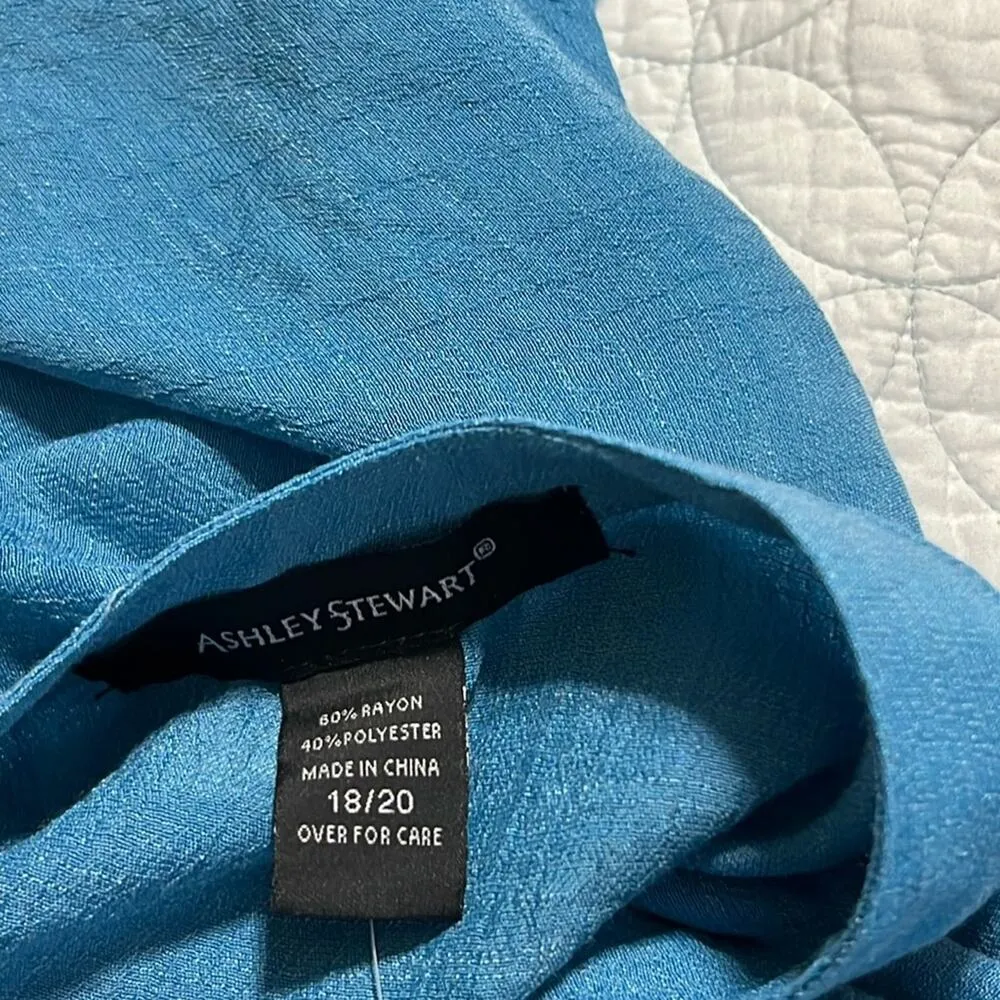 ASHLEY STEWART®
60% RAYON
40% POLYESTER
MADE IN CHINA
18/20
OVER FOR CARE